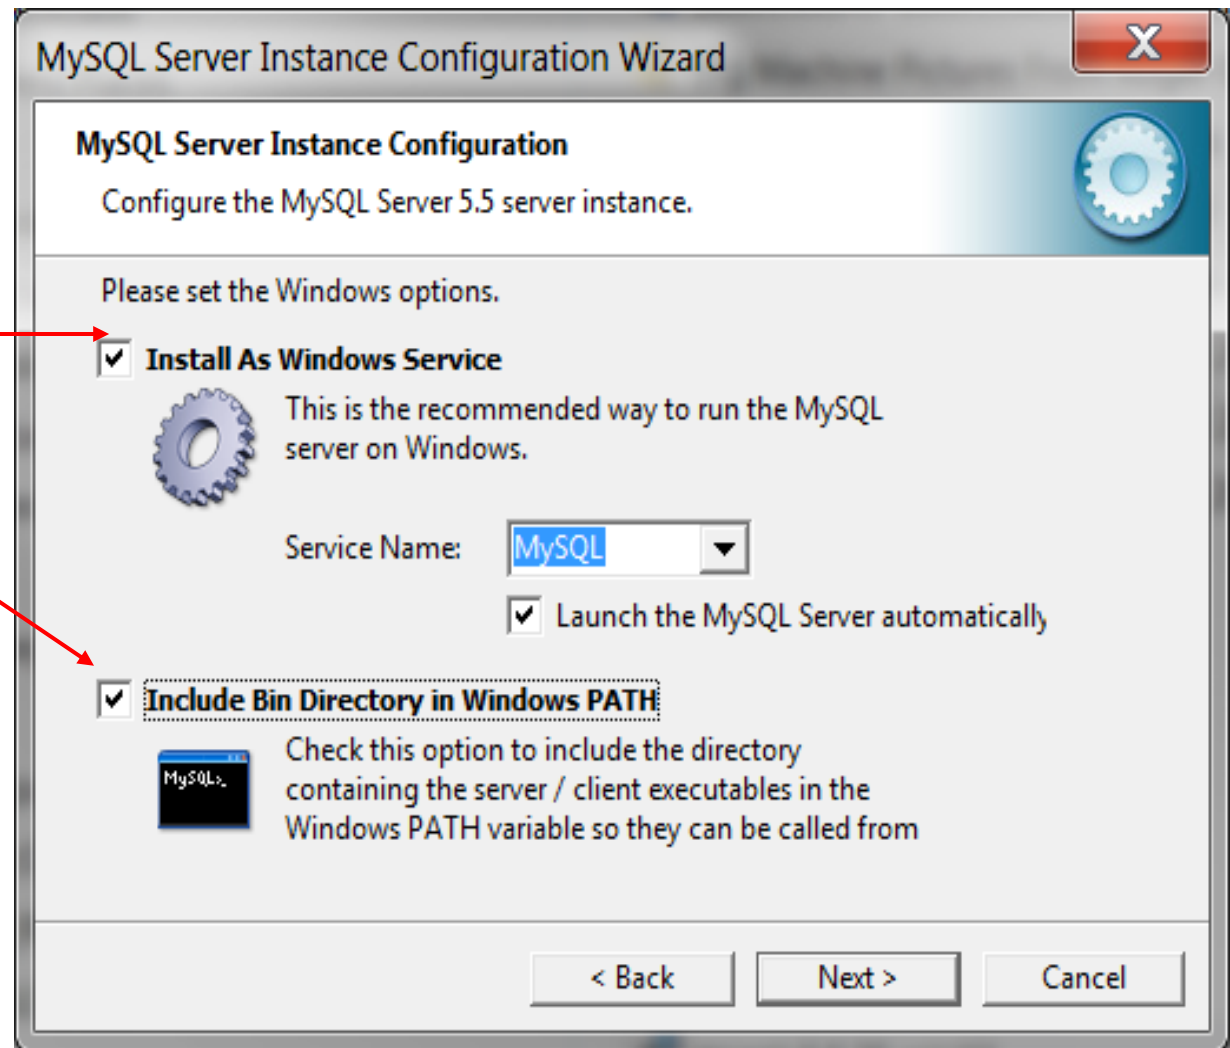 MySQL Server Instance Configuration Wizard
MySQL Server Instance Configuration
Configure the MySQL Server 5.5 server instance.
Please set the Windows options.
Install As Windows Service
This is the recommended way to run the MySQL
server on Windows.
Service Name: MySQL
Launch the MySQL Server automatically
Include Bin Directory in Windows PATH
MySQL>_
Check this option to include the directory
containing the server / client executables in the
Windows PATH variable so they can be called from
< Back Next > Cancel